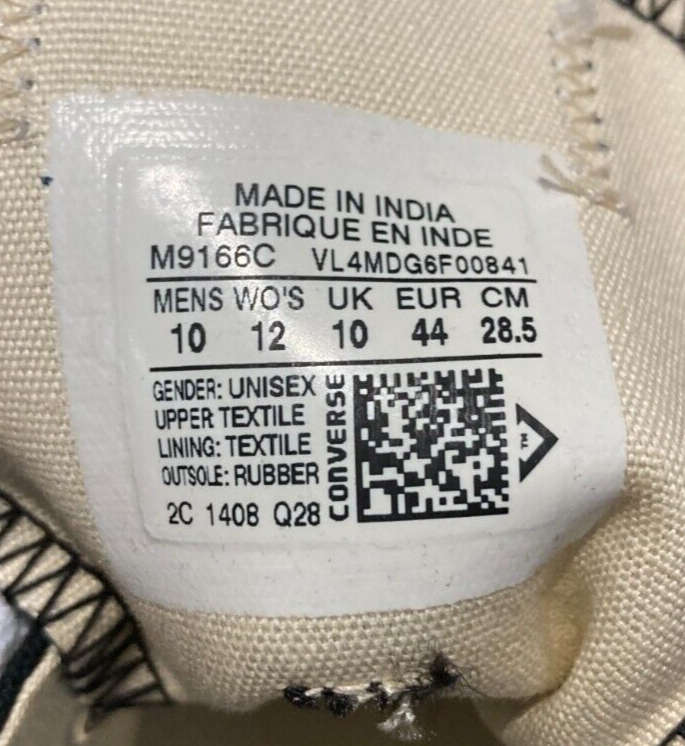 MADE IN INDIA
FABRIQUE EN INDE
M9166C VL4MDG6F00841
MENS WO'S UK EUR CM
10 12 10 44 28.5
GENDER: UNISEX
UPPER TEXTILE
LINING: TEXTILE
OUTSOLE: RUBBER
2C 1408 Q28
CONVERSE
TM